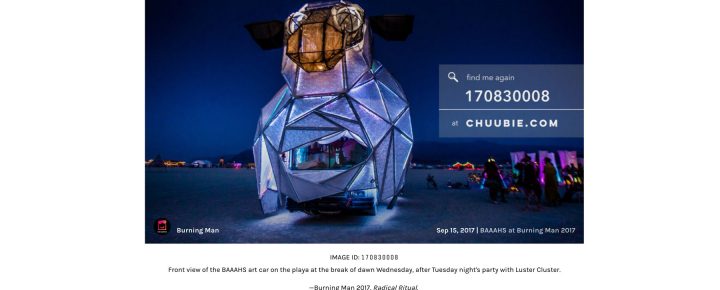 find me again
170830008
at CHUUBIE.COM
Burning Man
Sep 15, 2017 | BAAAHS at Burning Man 2017
IMAGE ID: 170830008
Front view of the BAAAHS art car on the playa at the break of dawn Wednesday, after Tuesday night's party with Luster Cluster.
—Burning Man 2017, Radical Ritual.